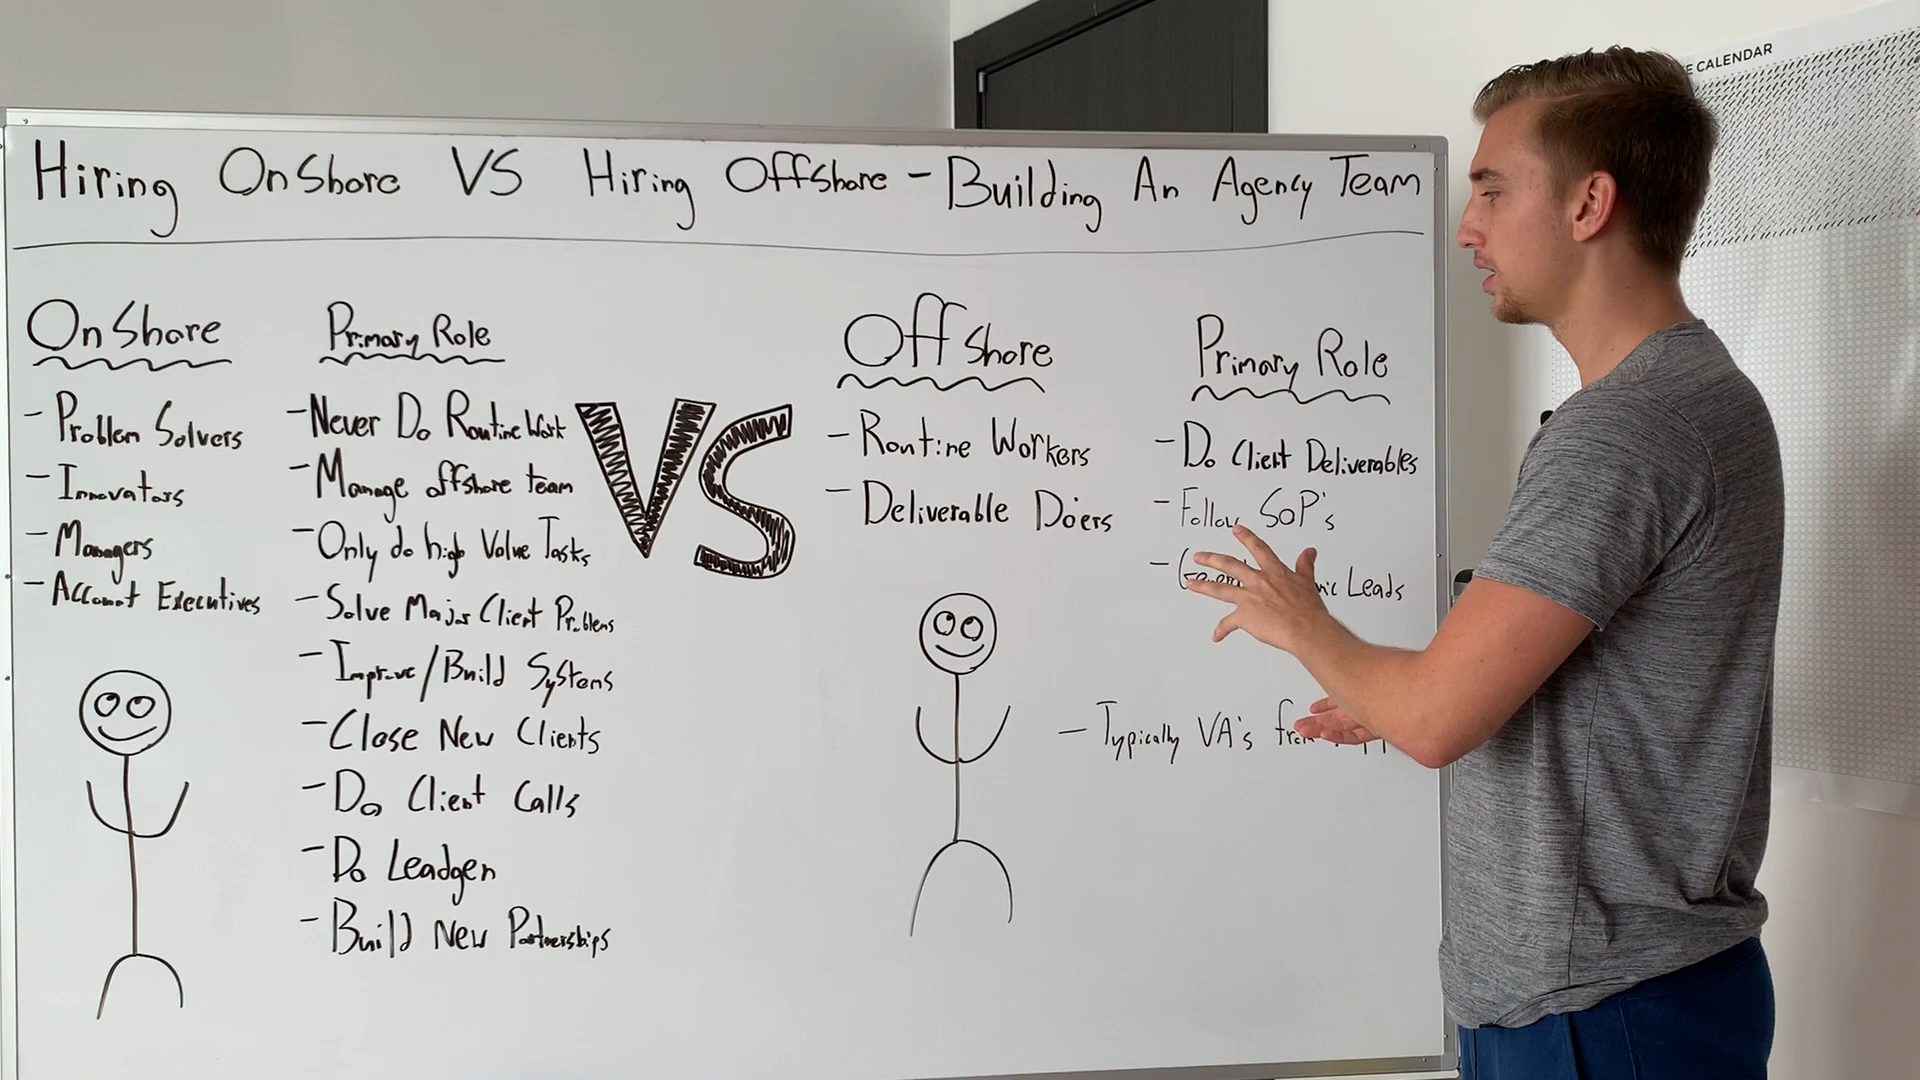 Hiring OnShore VS Hiring Offshore - Building An Agency Team
OnShore
- Problem Solvers
- Innovators
- Managers
- Account Executives
Primary Role
- Never Do Routine Work
- Manage offshore team
- Only do high Value Tasks
- Solve Major Client Problems
- Improve/Build Systems
- Close New Clients
- Do Client Calls
- Do Leadgen
- Build New Partnerships
VS
Off shore
- Routine Workers
- Deliverable Doers
Primary Role
- Do Client Deliverables
- Follow SOP's
- Leads
- Typically VA's
CALENDAR